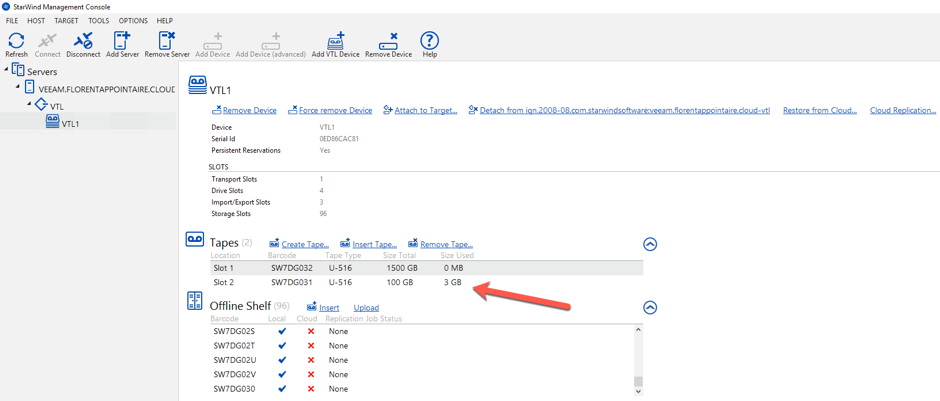 StarWind Management Console
FILE HOST TARGET TOOLS OPTIONS HELP
Refresh Connect Disconnect Add Server Remove Server Add Device Add Device (advanced) Add VTL Device Remove Device Help
Servers
VEEAM.FLORENTAPPOINTAIRE.CLOUD
VTL
VTL1
VTL1
Remove Device Force remove Device Attach to Target... Detach from iqn.2008-08.com.starwindsoftware:veeam.florentappointaire.cloud-vtl Restore from Cloud... Cloud Replication...
Device VTL1
Serial Id 0ED86CAC81
Persistent Reservations Yes
SLOTS
Transport Slots 1
Drive Slots 4
Import/Export Slots 3
Storage Slots 96
Tapes (2) Create Tape... Insert Tape... Remove Tape...
Location Barcode Tape Type Size Total Size Used
Slot 1 SW7DG032 U-516 1500 GB 0 MB
Slot 2 SW7DG031 U-516 100 GB 3 GB
Offline Shelf (96) Insert Upload
Barcode Local Cloud Replication Job Status
SW7DG02S None
SW7DG02T None
SW7DG02U None
SW7DG02V None
SW7DG030 None